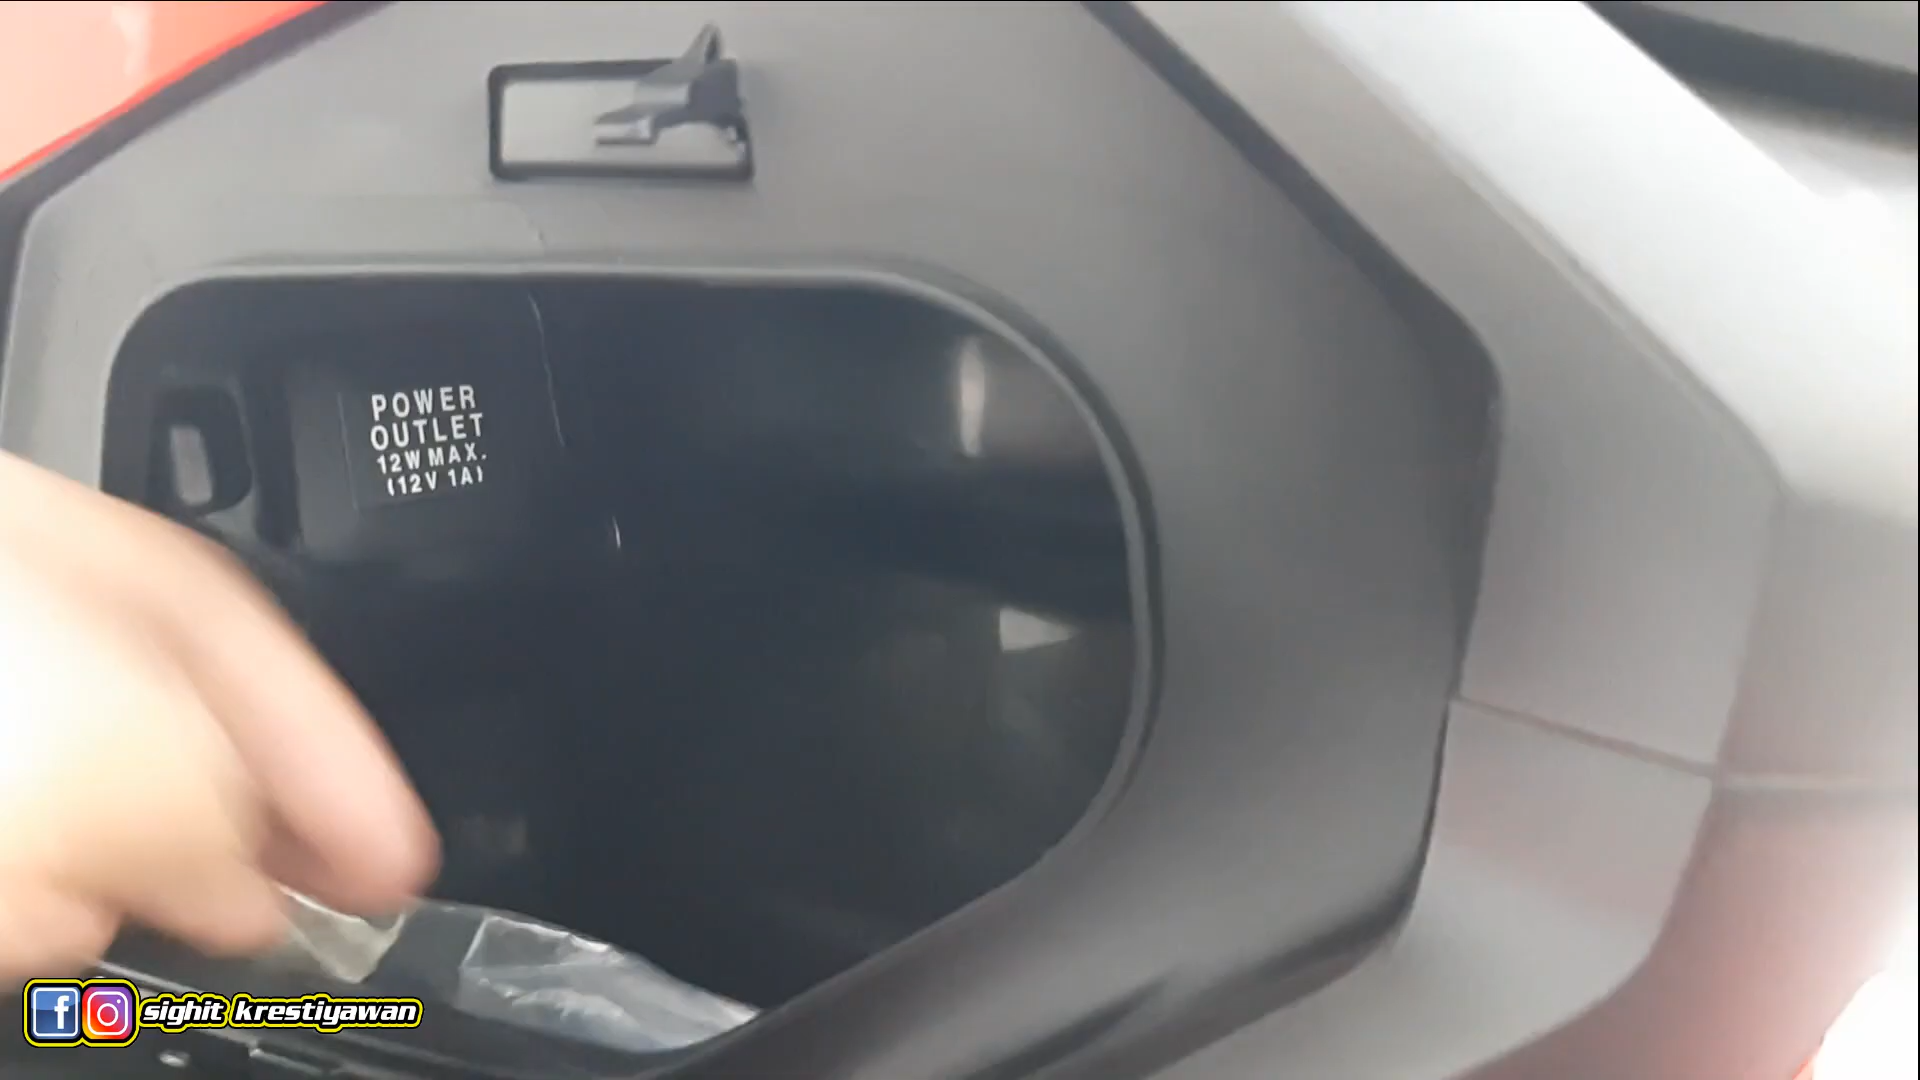 POWER
OUTLET
12W MAX.
(12V 1A)
sighit krestiyawan